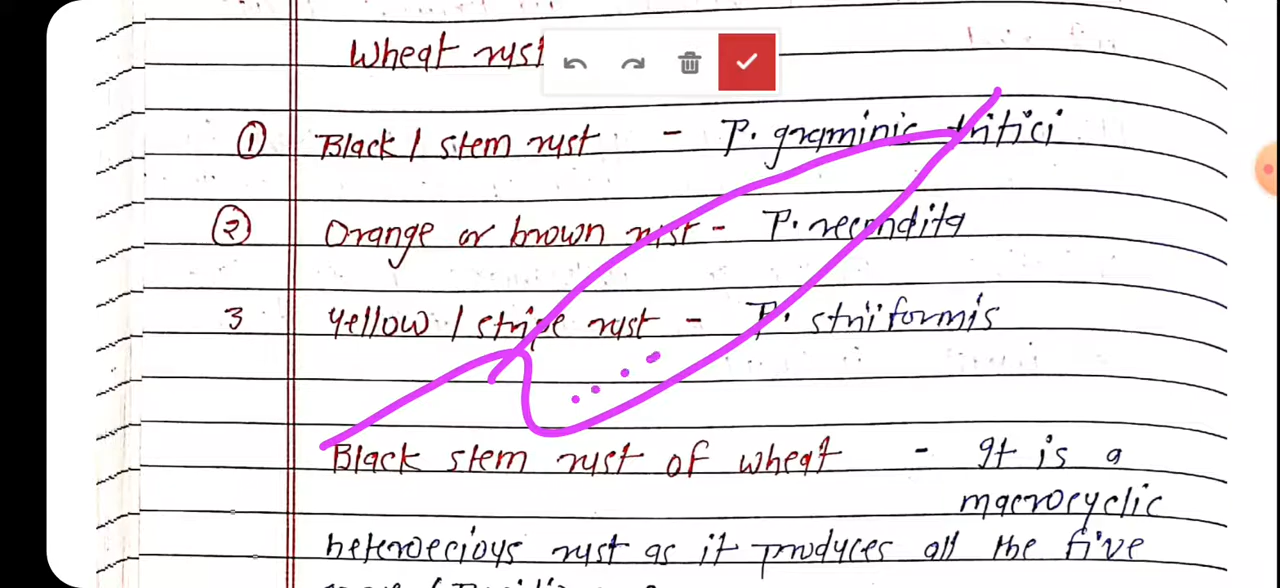 Wheat rust
① Black / stem rust - P. graminis tritici
② Orange or brown rust - P. recondita
3 Yellow / stripe rust - P. striiformis
Black stem rust of wheat - It is a
macrocyclic
heteroecious rust as it produces all the five